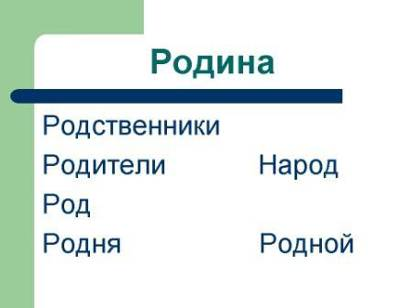 Родина
Родственники
Родители Народ
Род
Родня Родной